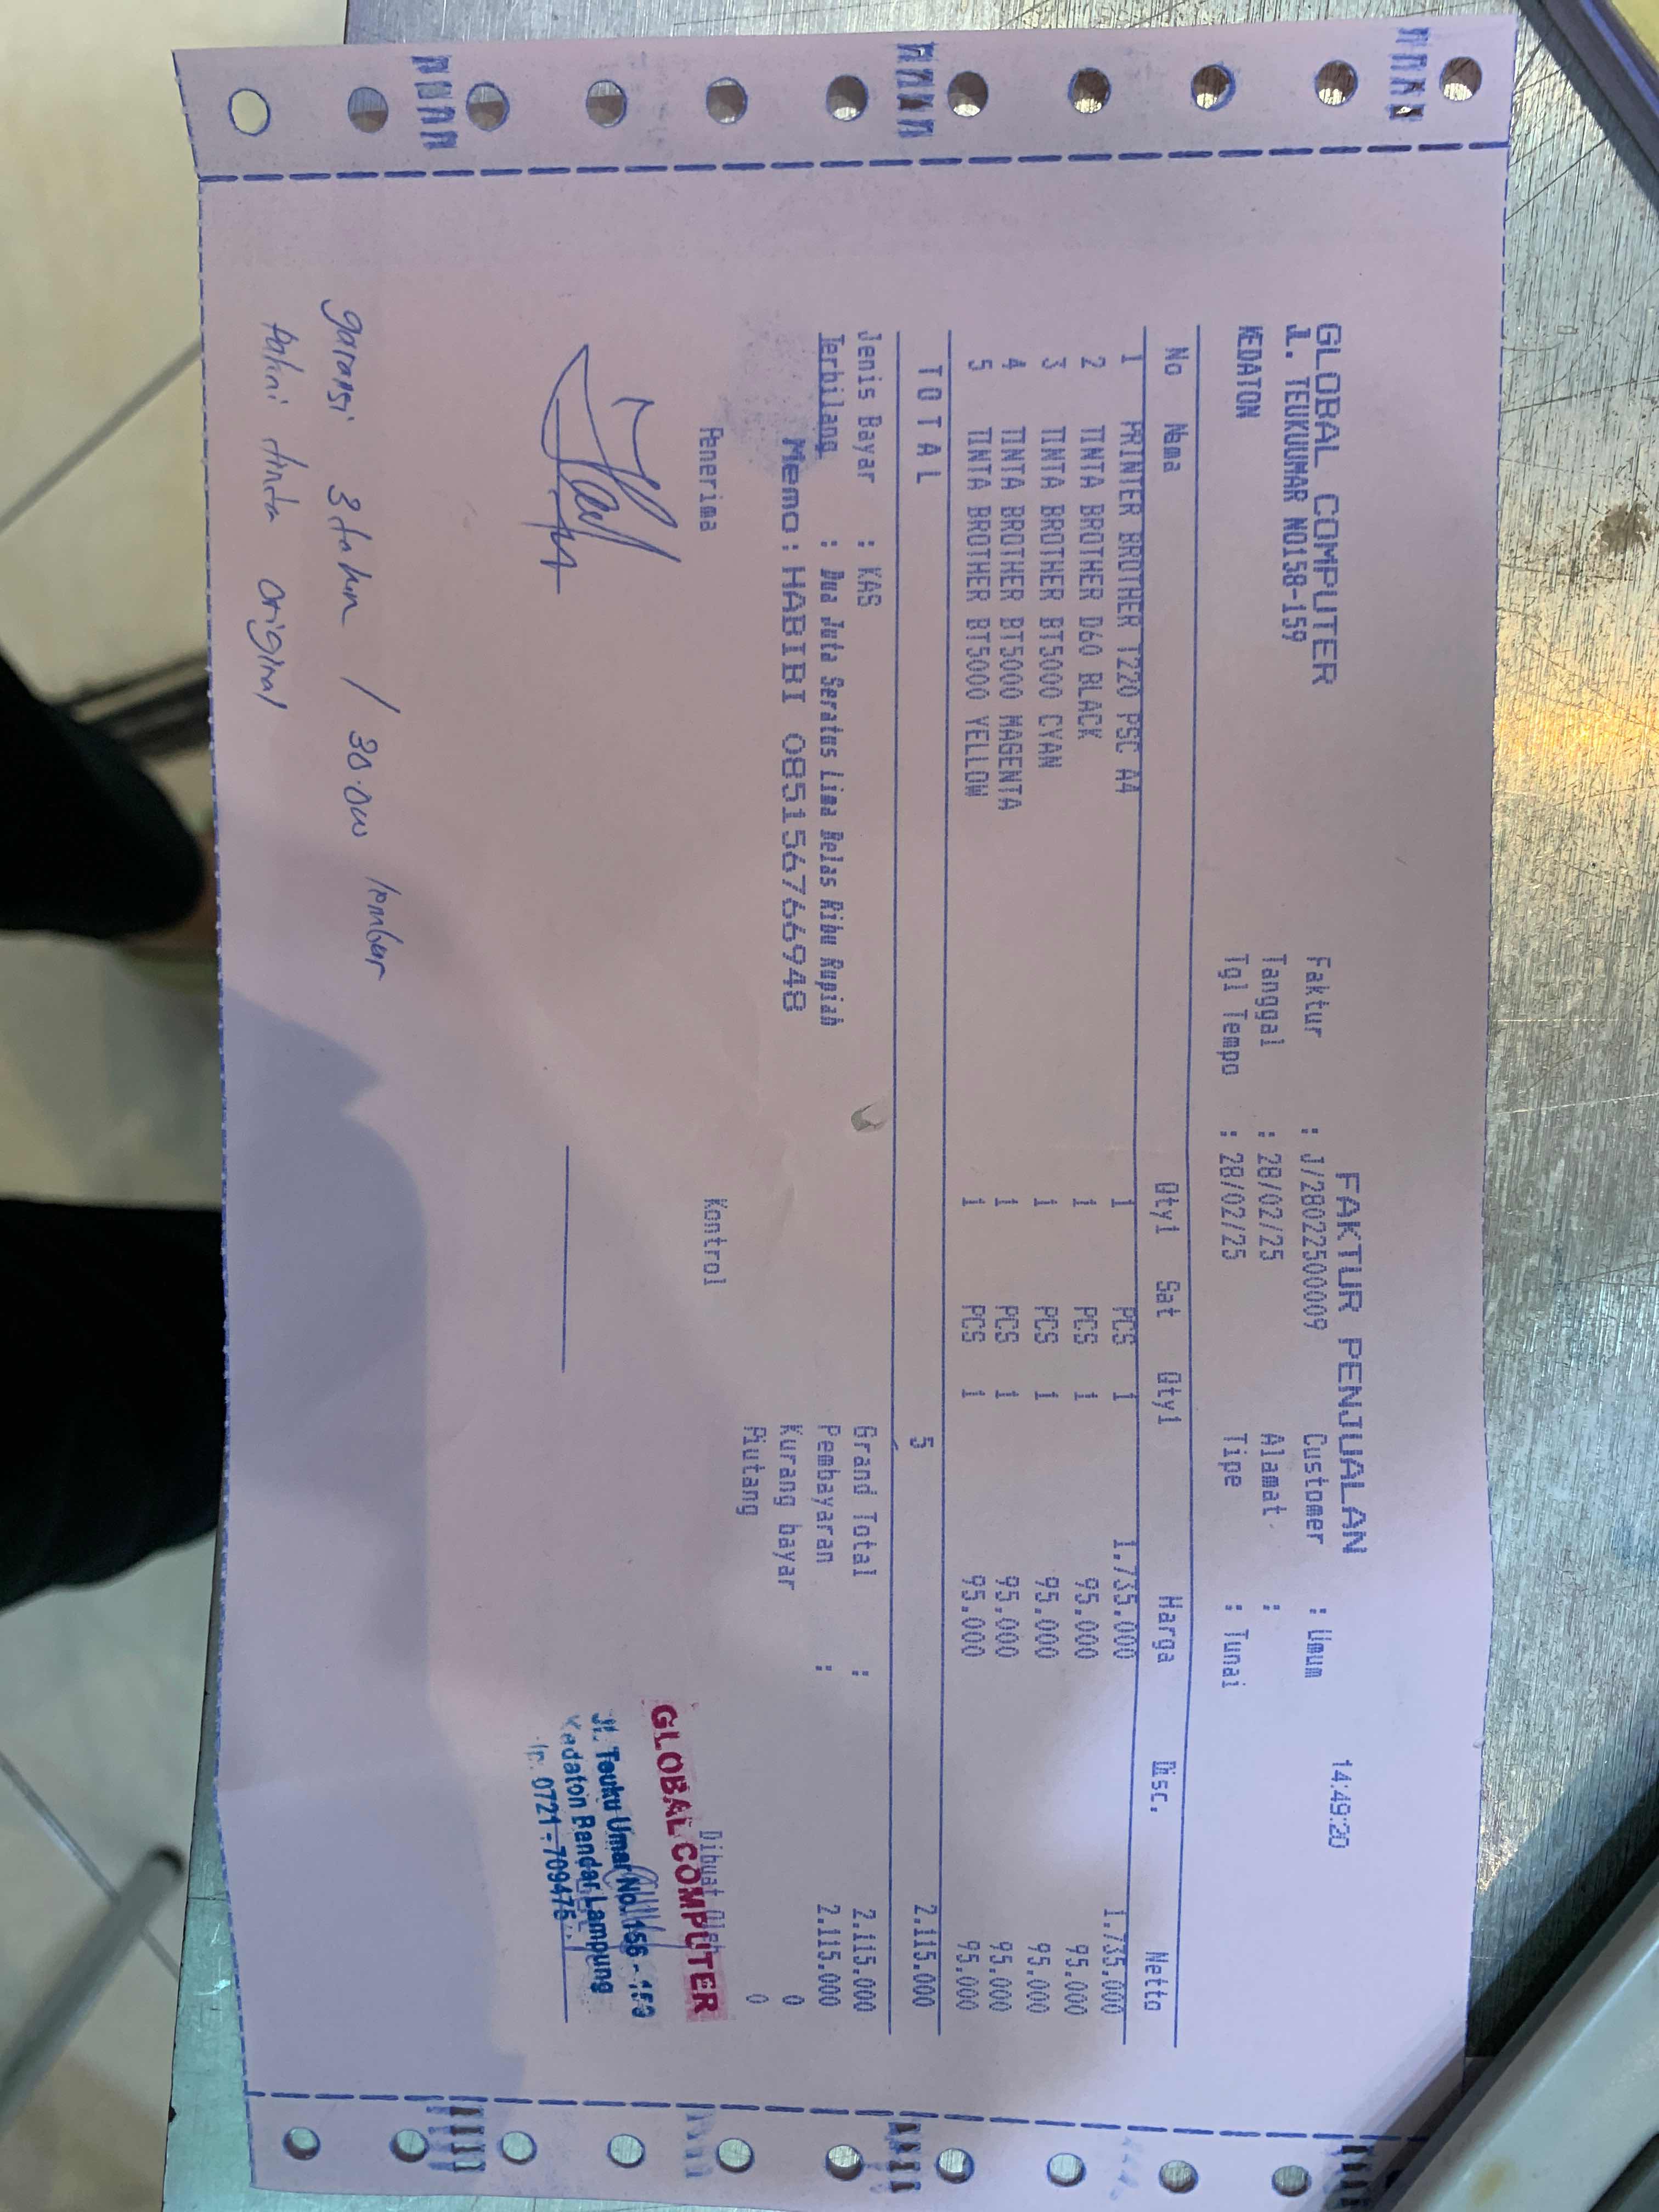 FAKTUR PENJUALAN 14:49:20
GLOBAL COMPUTER
Jl. TEUKUUMAR NO158-159
KEDATON
Faktur : J/28022500009 Customer : Umum
Tanggal : 28/02/25 Alamat :
Tgl Tempo : 28/02/25 Tipe : Tunai
No Nama Qty1 Sat Qty1 Harga Disc. Netto
1 PRINTER BROTHER T220 PSC A4 1 PCS 1 1.735.000 1.735.000
2 TINTA BROTHER D60 BLACK 1 PCS 1 95.000 95.000
3 TINTA BROTHER BT5000 CYAN 1 PCS 1 95.000 95.000
4 TINTA BROTHER BT5000 MAGENTA 1 PCS 1 95.000 95.000
5 TINTA BROTHER BT5000 YELLOW 1 PCS 1 95.000 95.000
T O T A L 5 2.115.000
Jenis Bayar : KAS Grand Total : 2.115.000
Terbilang : Dua Juta Seratus Lima Belas Ribu Rupiah Pembayaran : 2.115.000
Memo : HABIBI 085156766948 Kurang bayar 0
Piutang 0
Penerima Kontrol Dibuat Oleh
GLOBAL COMPUTER
Jl. Teuku Umar No. 156 - 159
Kedaton Bandar Lampung
0721 - 709475
garansi 3 tahun / 30.000 lembar
pakai tinta original